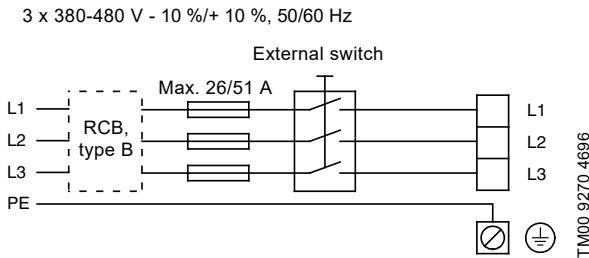 3 x 380-480 V - 10 %/+ 10 %, 50/60 Hz
External switch
Max. 26/51 A
L1
L2
L3
PE
RCB,
type B
L1
L2
L3
TM00 9270 4696